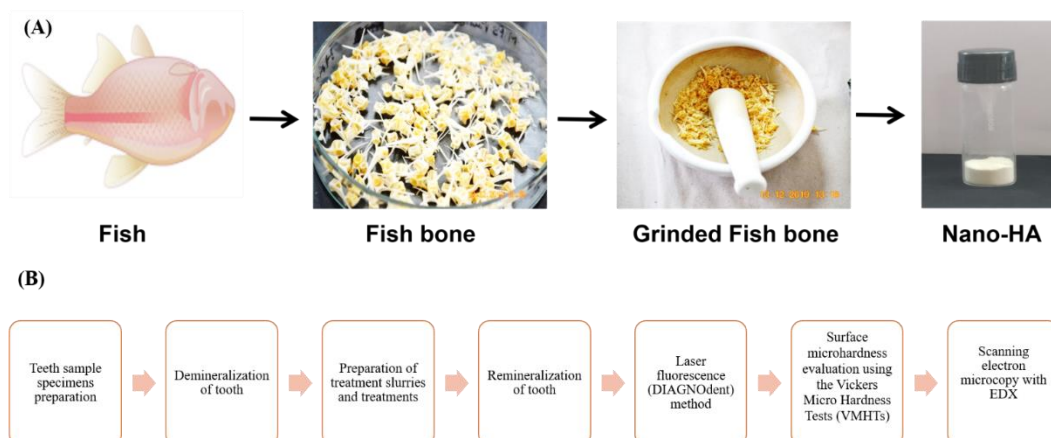 (A)
Fish
Fish bone
Grinded Fish bone
Nano-HA
(B)
Teeth sample
specimens
preparation
Demineralization
of tooth
Preparation of
treatment slurries
and treatments
Remineralization
of tooth
Laser
fluorescence
(DIAGNOdent)
method
Surface
microhardness
evaluation using
the Vickers
Micro Hardness
Tests (VMHTs)
Scanning
electron
microcopy with
EDX